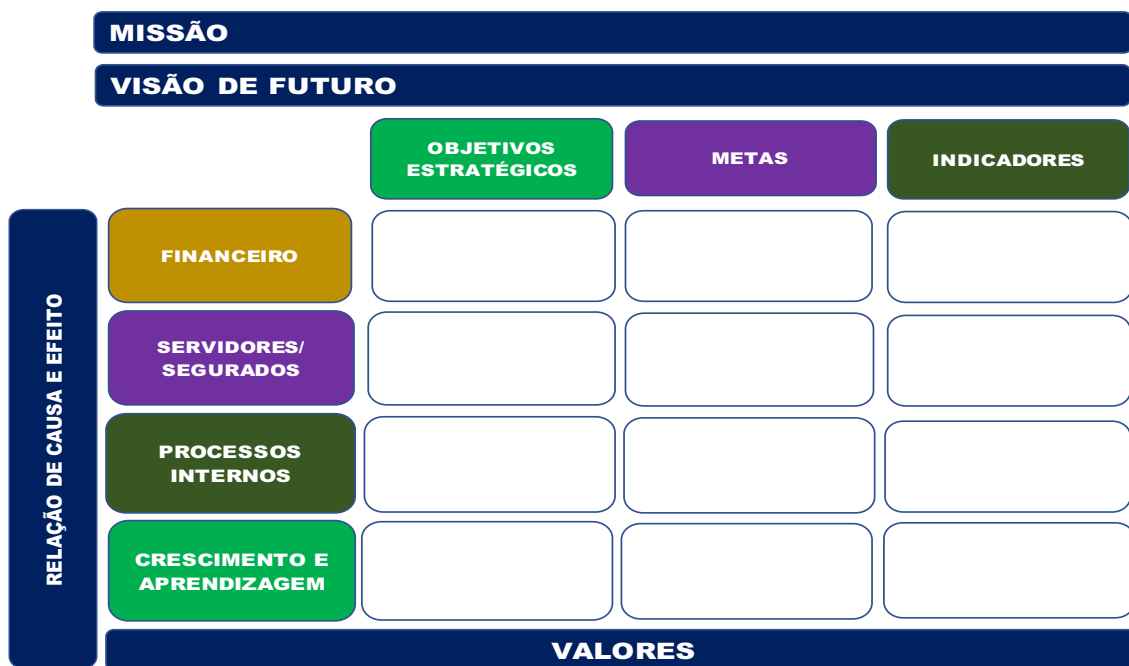 MISSÃO
VISÃO DE FUTURO
OBJETIVOS
ESTRATÉGICOS
METAS
INDICADORES
RELAÇÃO DE CAUSA E EFEITO
FINANCEIRO
SERVIDORES/
SEGURADOS
PROCESSOS
INTERNOS
CRESCIMENTO E
APRENDIZAGEM
VALORES